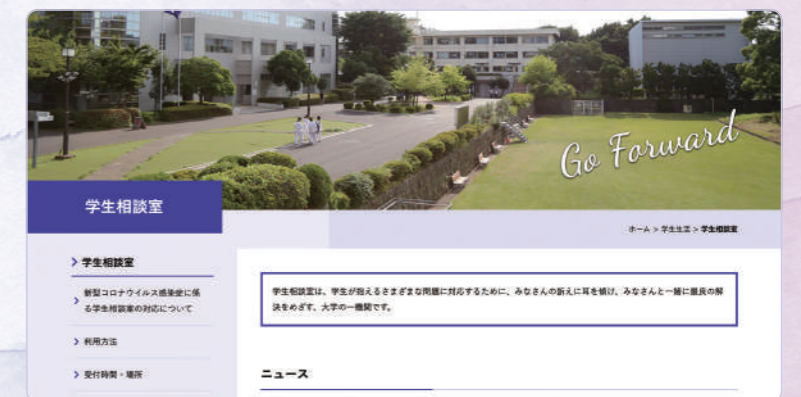 Go Forward
学生相談室
ホーム > 学生生活 > 学生相談室
> 学生相談室
> 新型コロナウイルス感染症に係
る学生相談室の対応について
> 利用方法
> 受付時間・場所
学生相談室は、学生が抱えるさまざまな問題に対応するために、みなさんの訴えに耳を傾け、みなさんと一緒に最良の解
決をめざす、大学の一機関です。
ニュース